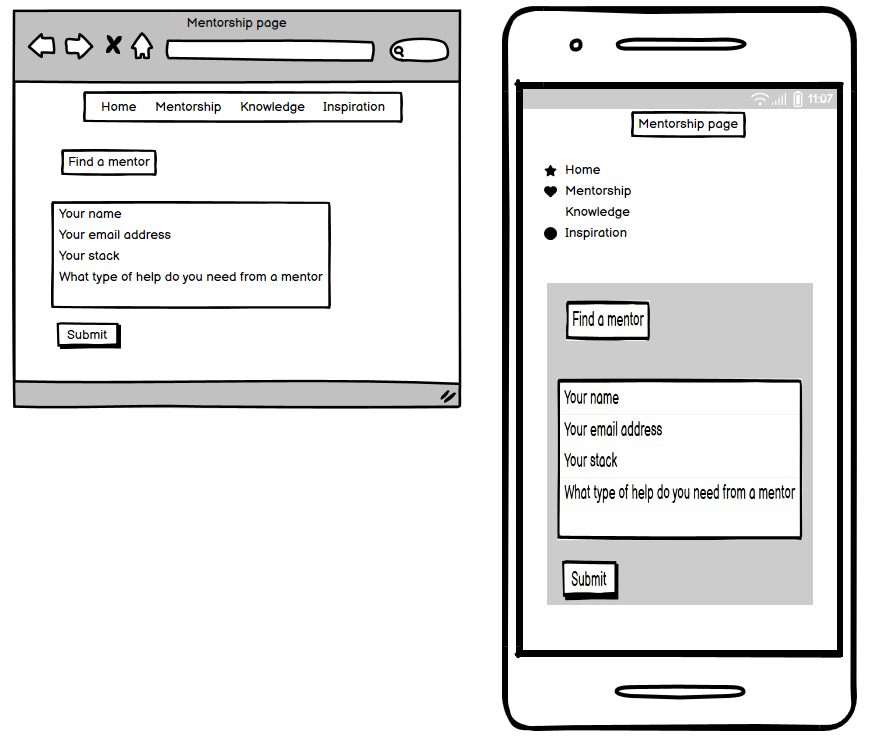 Mentorship page
Home Mentorship Knowledge Inspiration
Find a mentor
Your name
Your email address
Your stack
What type of help do you need from a mentor
Submit
11:07
Mentorship page
Home
Mentorship
Knowledge
Inspiration
Find a mentor
Your name
Your email address
Your stack
What type of help do you need from a mentor
Submit